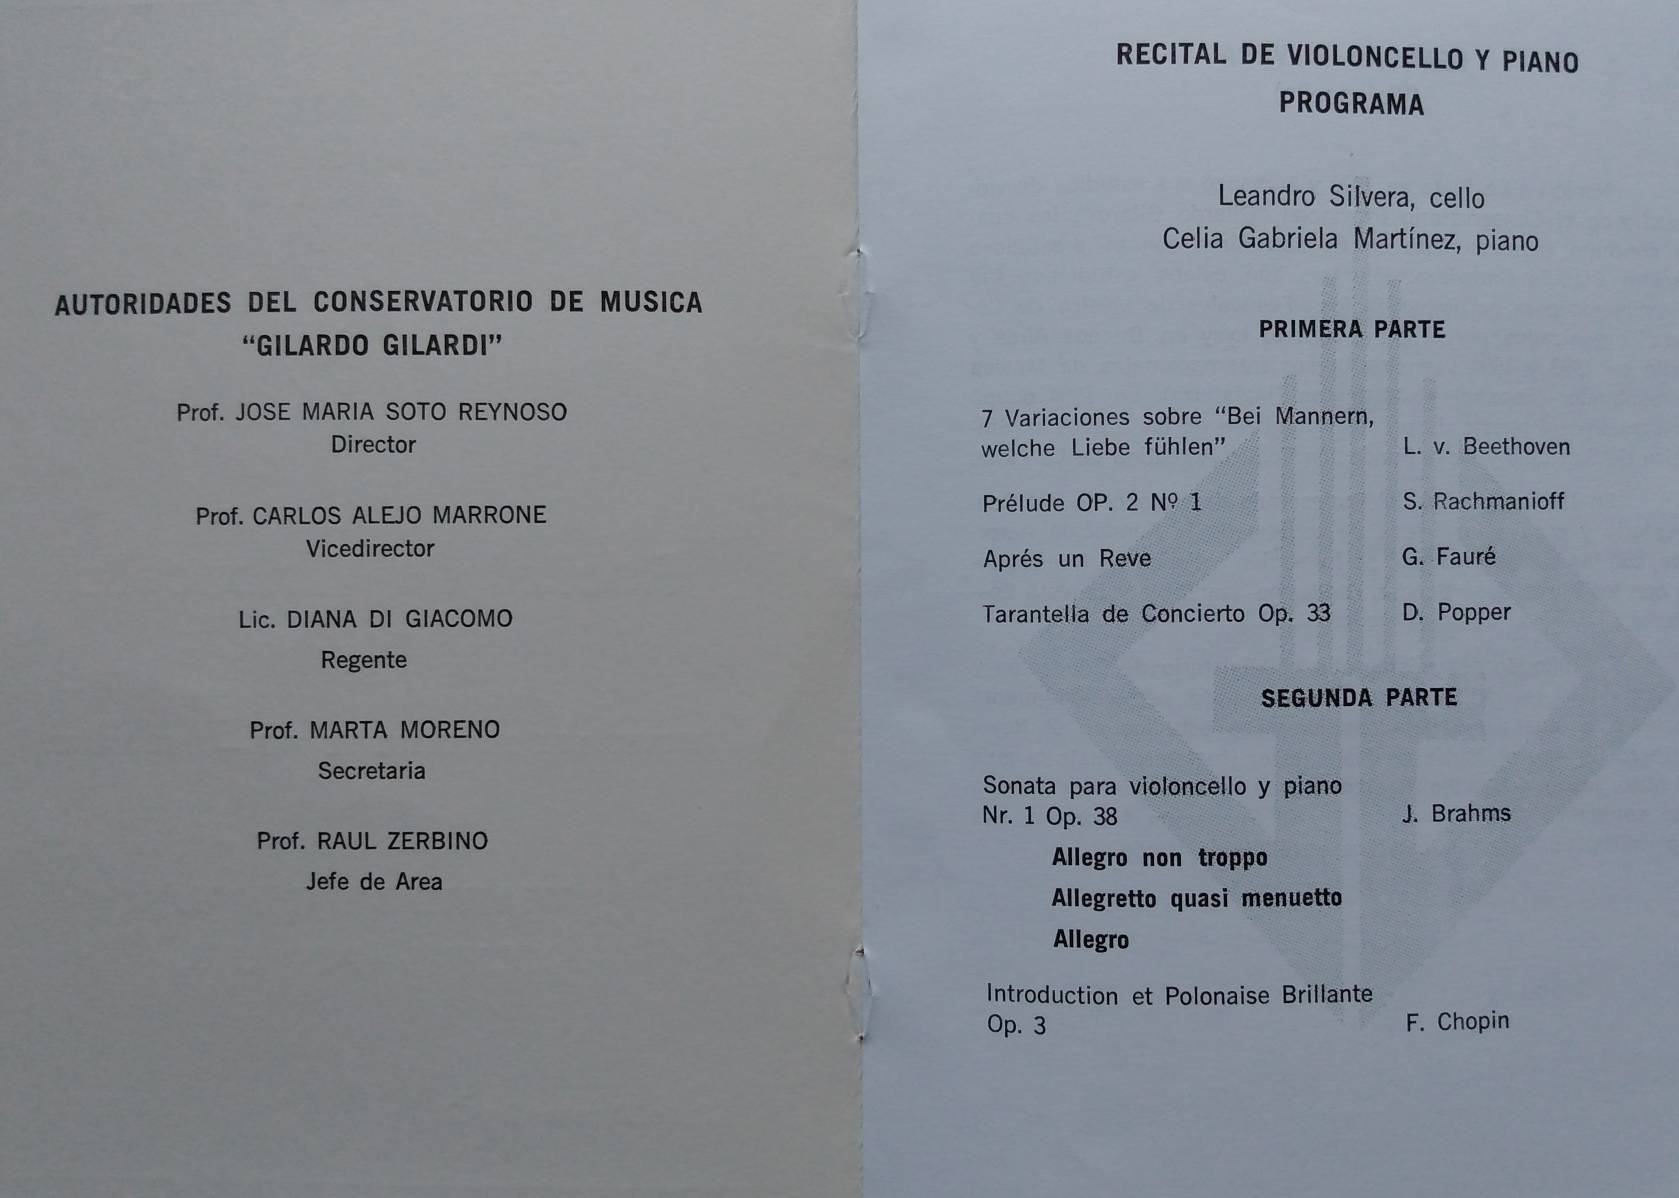 AUTORIDADES DEL CONSERVATORIO DE MUSICA
“GILARDO GILARDI”
Prof. JOSE MARIA SOTO REYNOSO
Director
Prof. CARLOS ALEJO MARRONE
Vicedirector
Lic. DIANA DI GIACOMO
Regente
Prof. MARTA MORENO
Secretaria
Prof. RAUL ZERBINO
Jefe de Area
RECITAL DE VIOLONCELLO Y PIANO
PROGRAMA
Leandro Silvera, cello
Celia Gabriela Martínez, piano
PRIMERA PARTE
7 Variaciones sobre “Bei Mannern,
welche Liebe fühlen” L. v. Beethoven
Prélude OP. 2 Nº 1 S. Rachmanioff
Aprés un Reve G. Fauré
Tarantella de Concierto Op. 33 D. Popper
SEGUNDA PARTE
Sonata para violoncello y piano
Nr. 1 Op. 38 J. Brahms
Allegro non troppo
Allegretto quasi menuetto
Allegro
Introduction et Polonaise Brillante
Op. 3 F. Chopin